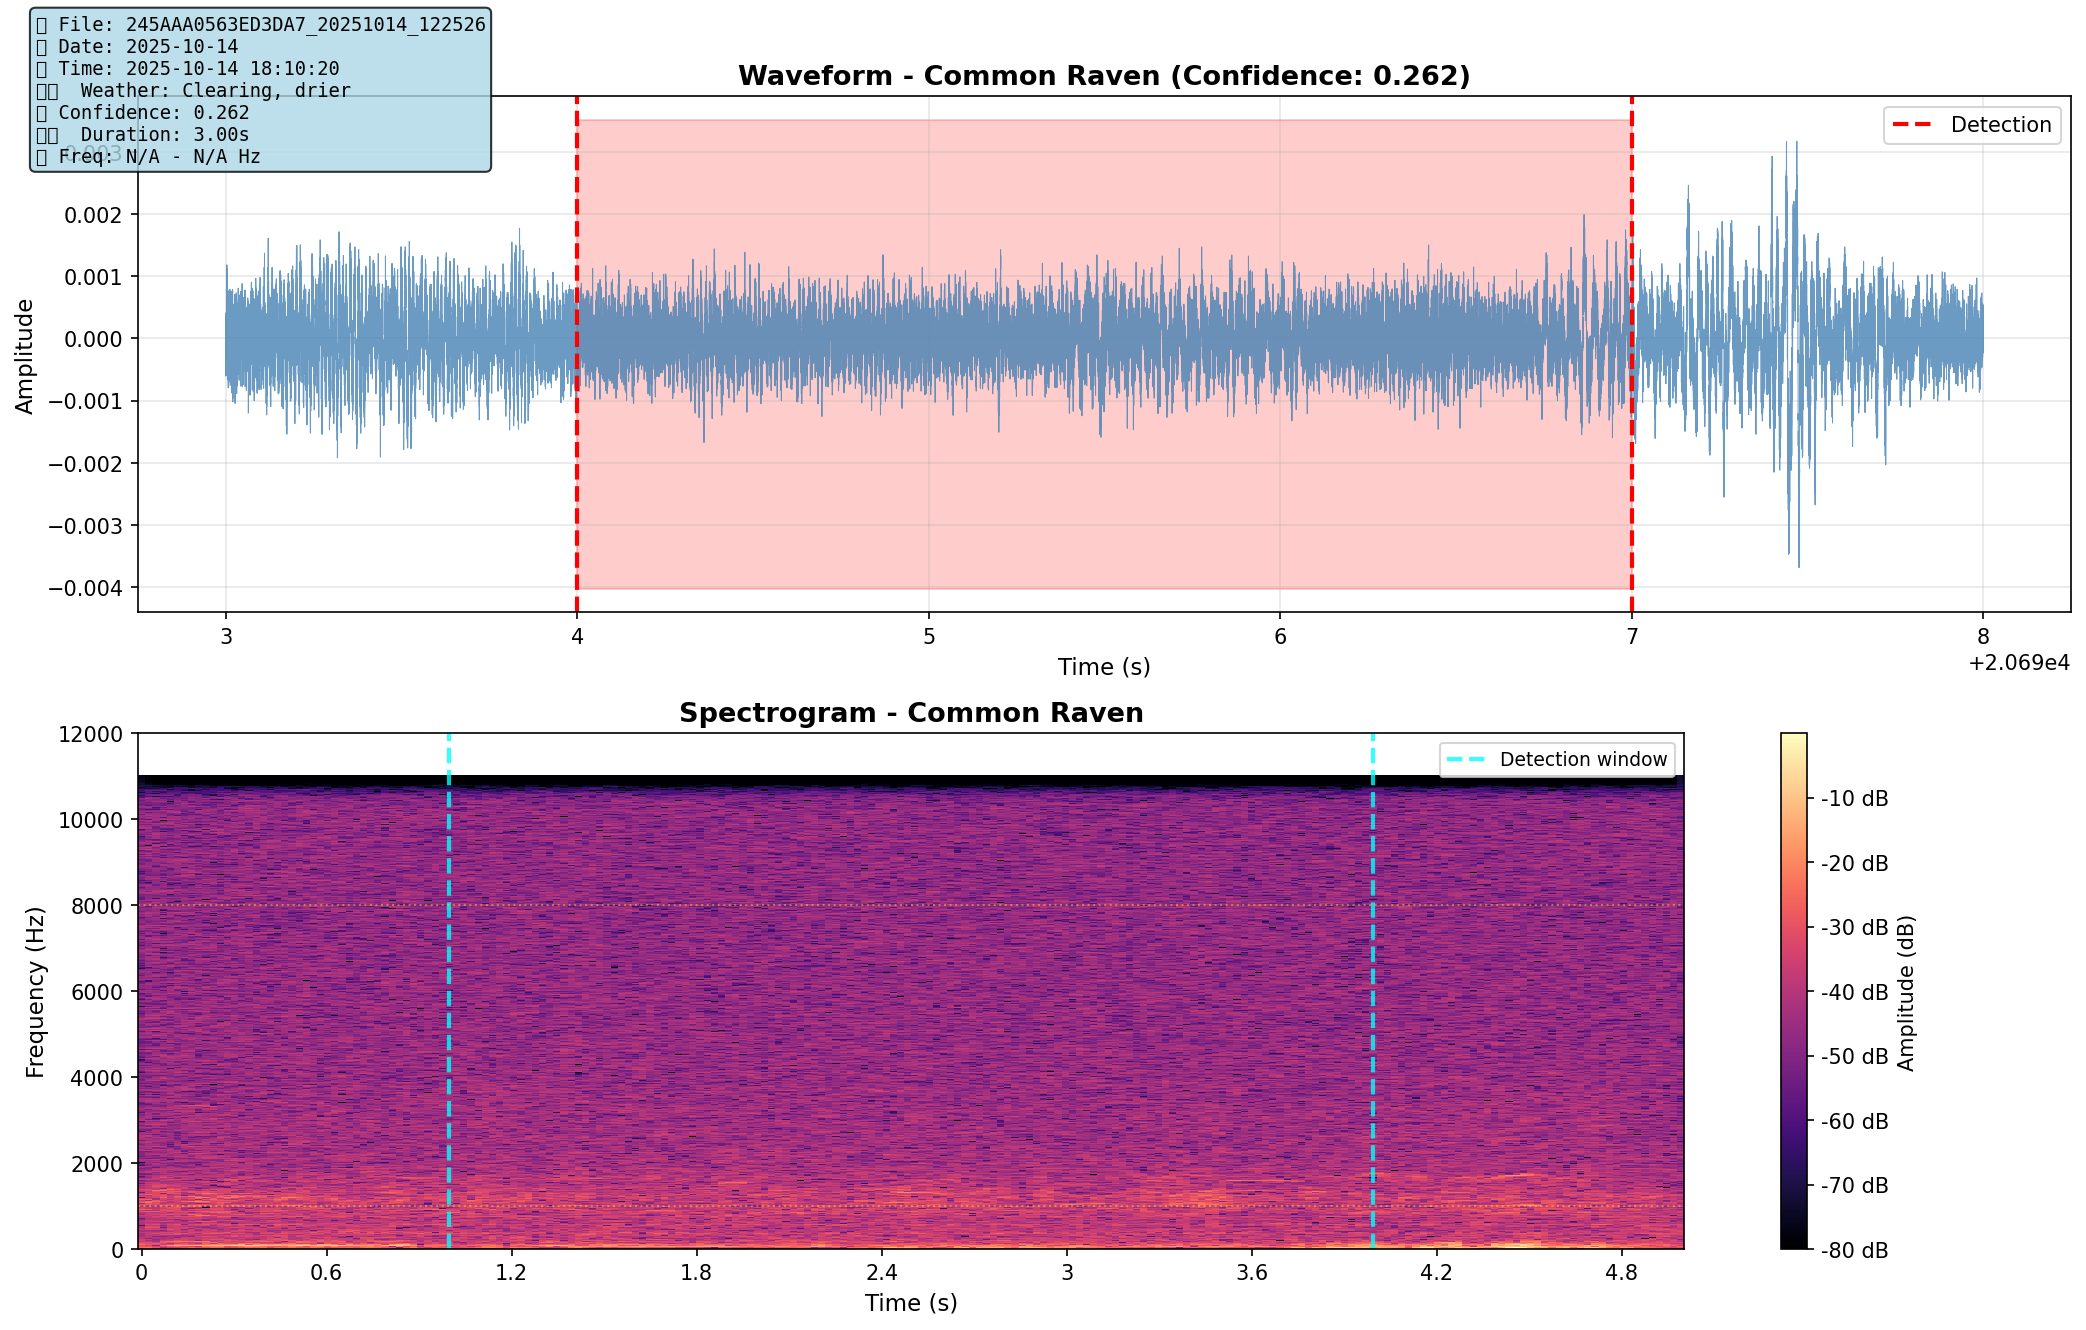 File: 245AAA0563ED3DA7_20251014_122526
Date: 2025-10-14
Time: 2025-10-14 18:10:20
Weather: Clearing, drier
Confidence: 0.262
Duration: 3.00s
Freq: N/A - N/A Hz
Waveform - Common Raven (Confidence: 0.262)
Detection
Amplitude
0.003
0.002
0.001
0.000
−0.001
−0.002
−0.003
−0.004
3
4
5
6
7
8
Time (s)
+2.069e4
Spectrogram - Common Raven
Detection window
Frequency (Hz)
12000
10000
8000
6000
4000
2000
0
0
0.6
1.2
1.8
2.4
3
3.6
4.2
4.8
Time (s)
-10 dB
-20 dB
-30 dB
-40 dB
-50 dB
-60 dB
-70 dB
-80 dB
Amplitude (dB)